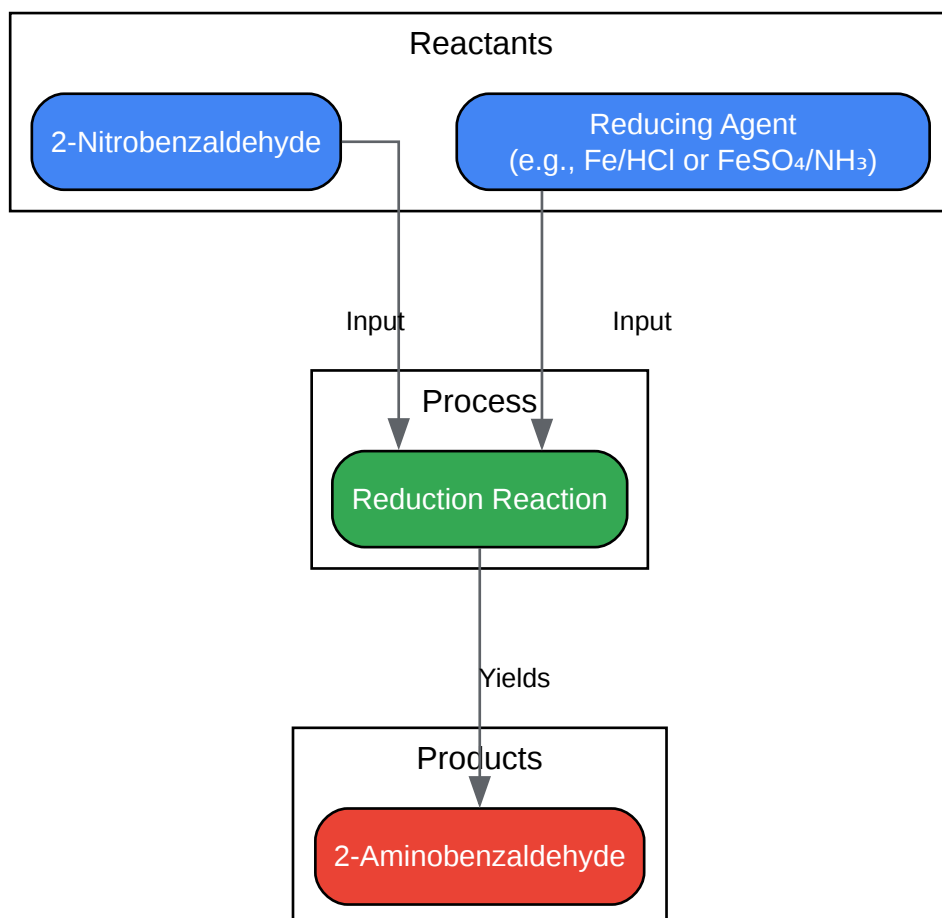 Reactants
2-Nitrobenzaldehyde
Reducing Agent
(e.g., Fe/HCl or FeSO₄/NH₃)
Input
Input
Process
Reduction Reaction
Yields
Products
2-Aminobenzaldehyde